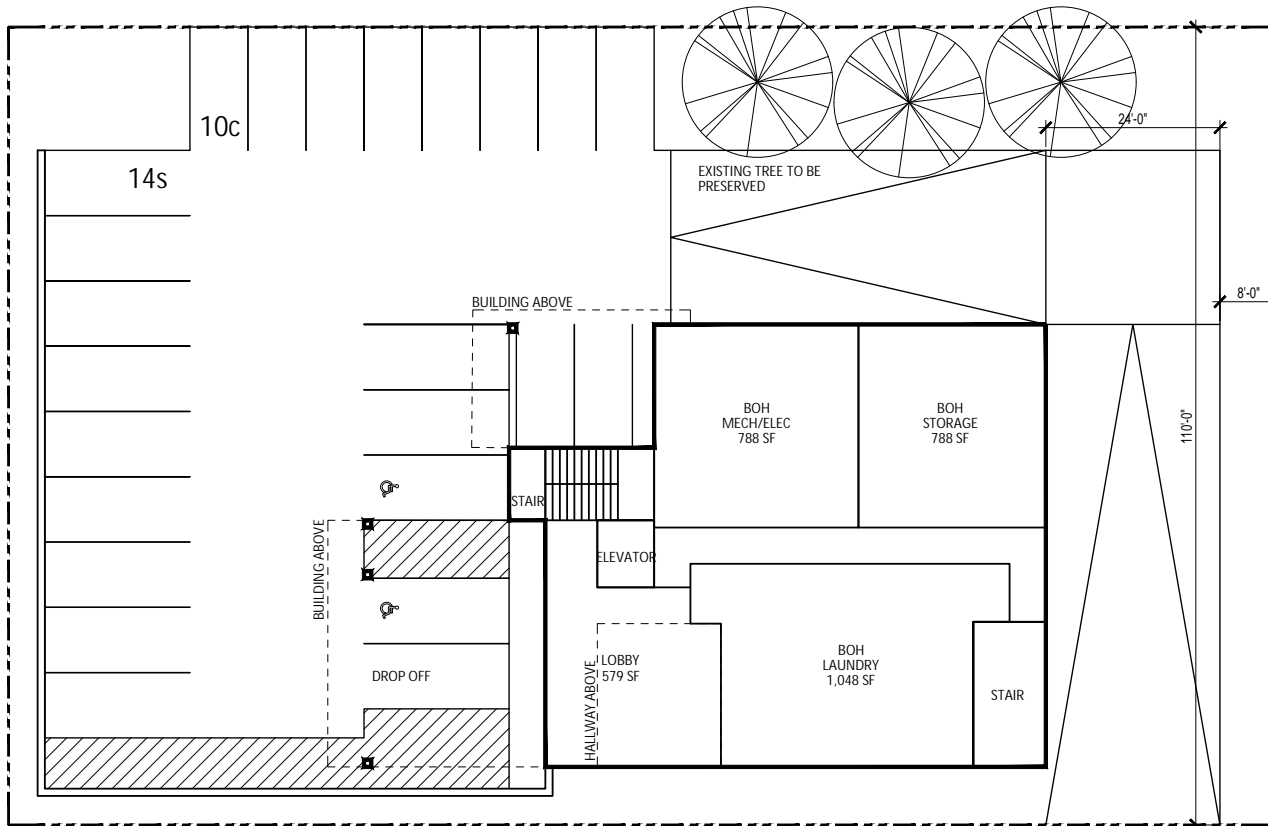 10c
14s
24'-0"
EXISTING TREE TO BE
PRESERVED
8'-0"
BUILDING ABOVE
110'-0"
BOH
MECH/ELEC
788 SF
BOH
STORAGE
788 SF
STAIR
BUILDING ABOVE
ELEVATOR
DROP OFF
HALLWAY ABOVE
LOBBY
579 SF
BOH
LAUNDRY
1,048 SF
STAIR